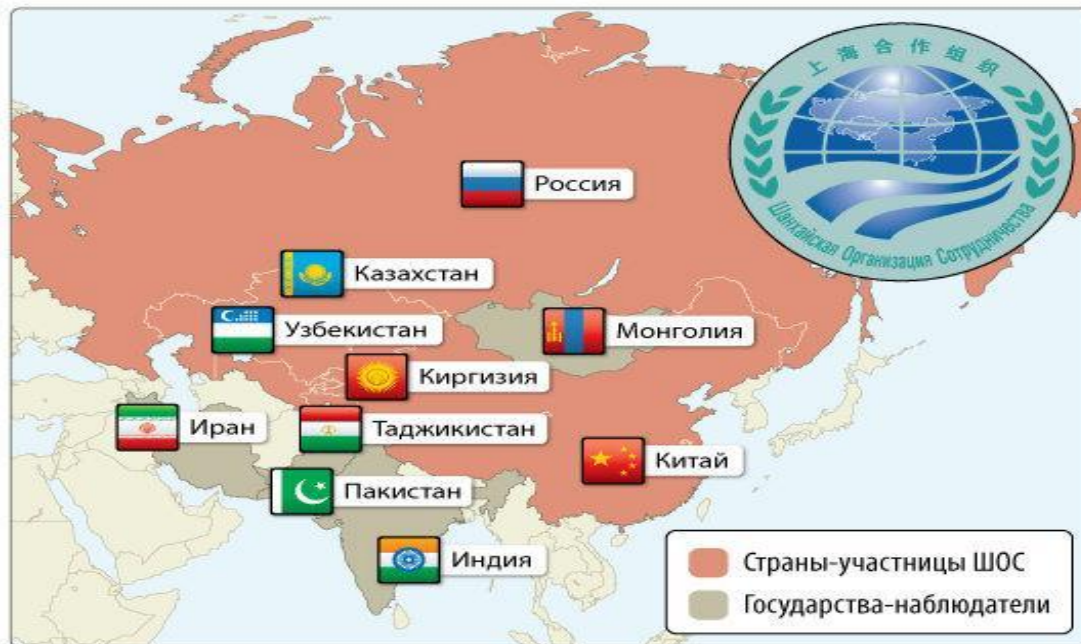 上海合作组织
Шанхайская Организация Сотрудничества
Россия
Казахстан
Узбекистан
Монголия
Киргизия
Иран
Таджикистан
Китай
Пакистан
Индия
Страны-участницы ШОС
Государства-наблюдатели